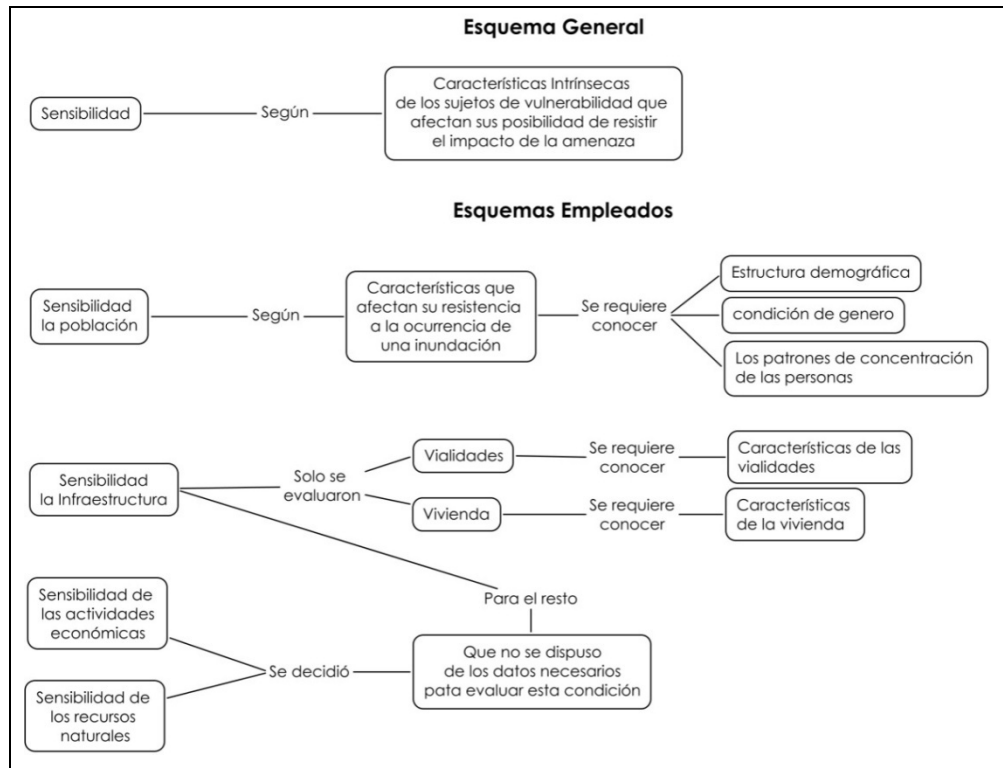 Esquema General
Sensibilidad
Según
Características Intrínsecas
de los sujetos de vulnerabilidad que
afectan sus posibilidad de resistir
el impacto de la amenaza
Esquemas Empleados
Sensibilidad
la población
Según
Características que
afectan su resistencia
a la ocurrencia de
una inundación
Se requiere
conocer
Estructura demográfica
condición de genero
Los patrones de concentración
de las personas
Sensibilidad
la Infraestructura
Solo se
evaluaron
Vialidades
Se requiere
conocer
Características de las
vialidades
Vivienda
Se requiere
conocer
Características
de la vivienda
Para el resto
Sensibilidad de
las actividades
económicas
Sensibilidad de
los recursos
naturales
Se decidió
Que no se dispuso
de los datos necesarios
pata evaluar esta condición